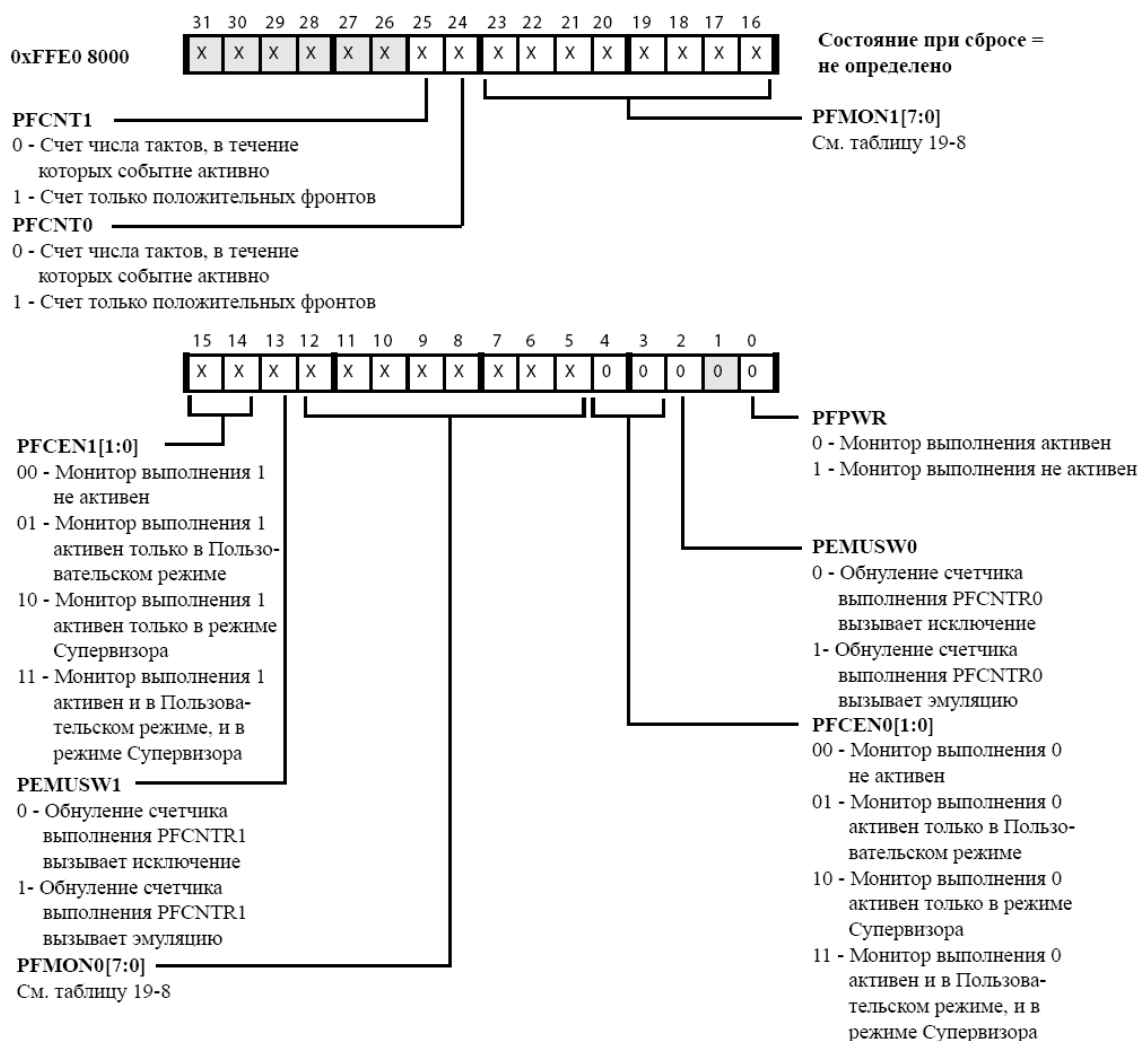 31 30 29 28 27 26 25 24 23 22 21 20 19 18 17 16
0xFFE0 8000
X X X X X X X X X X X X X X X X
Состояние при сбросе =
не определено
PFCNT1
0 - Счет числа тактов, в течение
которых событие активно
1 - Счет только положительных фронтов
PFCNT0
0 - Счет числа тактов, в течение
которых событие активно
1 - Счет только положительных фронтов
PFMON1[7:0]
См. таблицу 19-8
15 14 13 12 11 10 9 8 7 6 5 4 3 2 1 0
X X X X X X X X X X X 0 0 0 0 0
PFCEN1[1:0]
00 - Монитор выполнения 1
не активен
01 - Монитор выполнения 1
активен только в Пользо-
вательском режиме
10 - Монитор выполнения 1
активен только в режиме
Супервизора
11 - Монитор выполнения 1
активен и в Пользова-
тельском режиме, и в
режиме Супервизора
PEMUSW1
0 - Обнуление счетчика
выполнения PFCNTR1
вызывает исключение
1- Обнуление счетчика
выполнения PFCNTR1
вызывает эмуляцию
PFMON0[7:0]
См. таблицу 19-8
PFPWR
0 - Монитор выполнения активен
1 - Монитор выполнения не активен
PEMUSW0
0 - Обнуление счетчика
выполнения PFCNTR0
вызывает исключение
1- Обнуление счетчика
выполнения PFCNTR0
вызывает эмуляцию
PFCEN0[1:0]
00 - Монитор выполнения 0
не активен
01 - Монитор выполнения 0
активен только в Пользо-
вательском режиме
10 - Монитор выполнения 0
активен только в режиме
Супервизора
11 - Монитор выполнения 0
активен и в Пользова-
тельском режиме, и в
режиме Супервизора